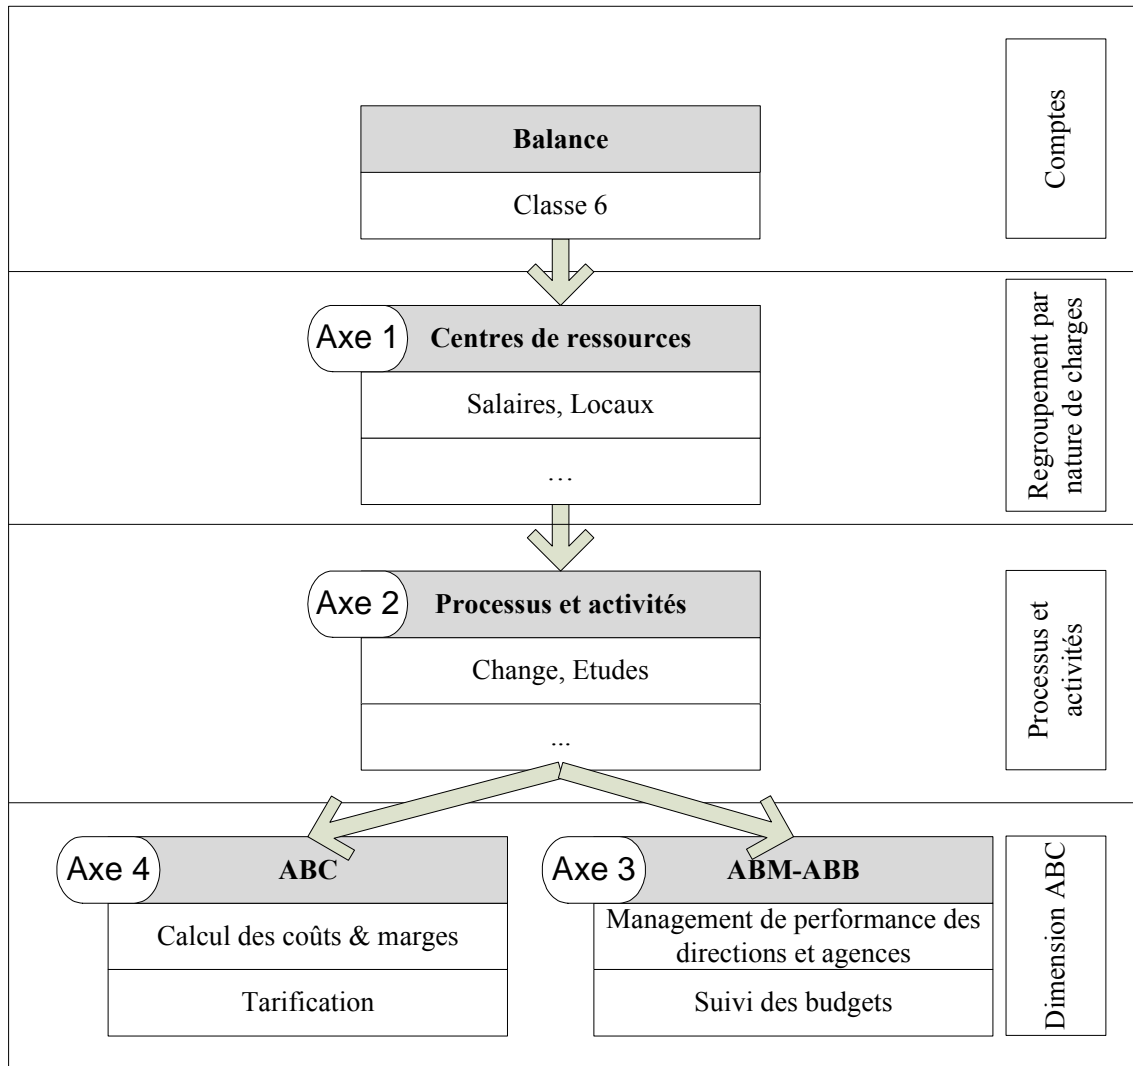 Balance
Classe 6
Comptes
Axe 1
Centres de ressources
Salaires, Locaux
…
Regroupement par
nature de charges
Axe 2
Processus et activités
Change, Etudes
...
Processus et
activités
Axe 4
ABC
Calcul des coûts & marges
Tarification
Axe 3
ABM-ABB
Management de performance des
directions et agences
Suivi des budgets
Dimension ABC